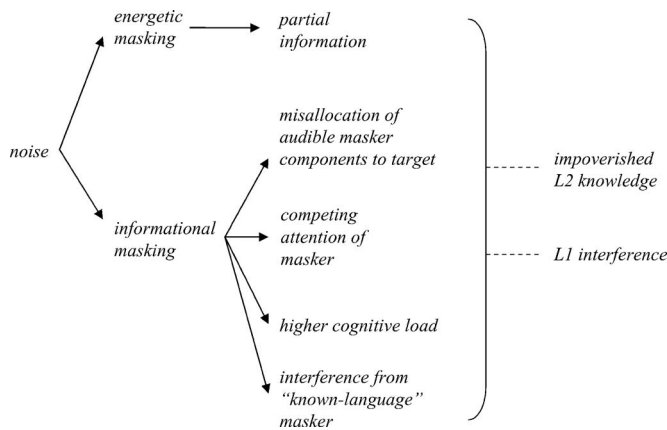 energetic
masking
partial
information
noise
misallocation of
audible masker
components to target
informational
masking
competing
attention of
masker
higher cognitive load
interference from
“known-language”
masker
impoverished
L2 knowledge
L1 interference